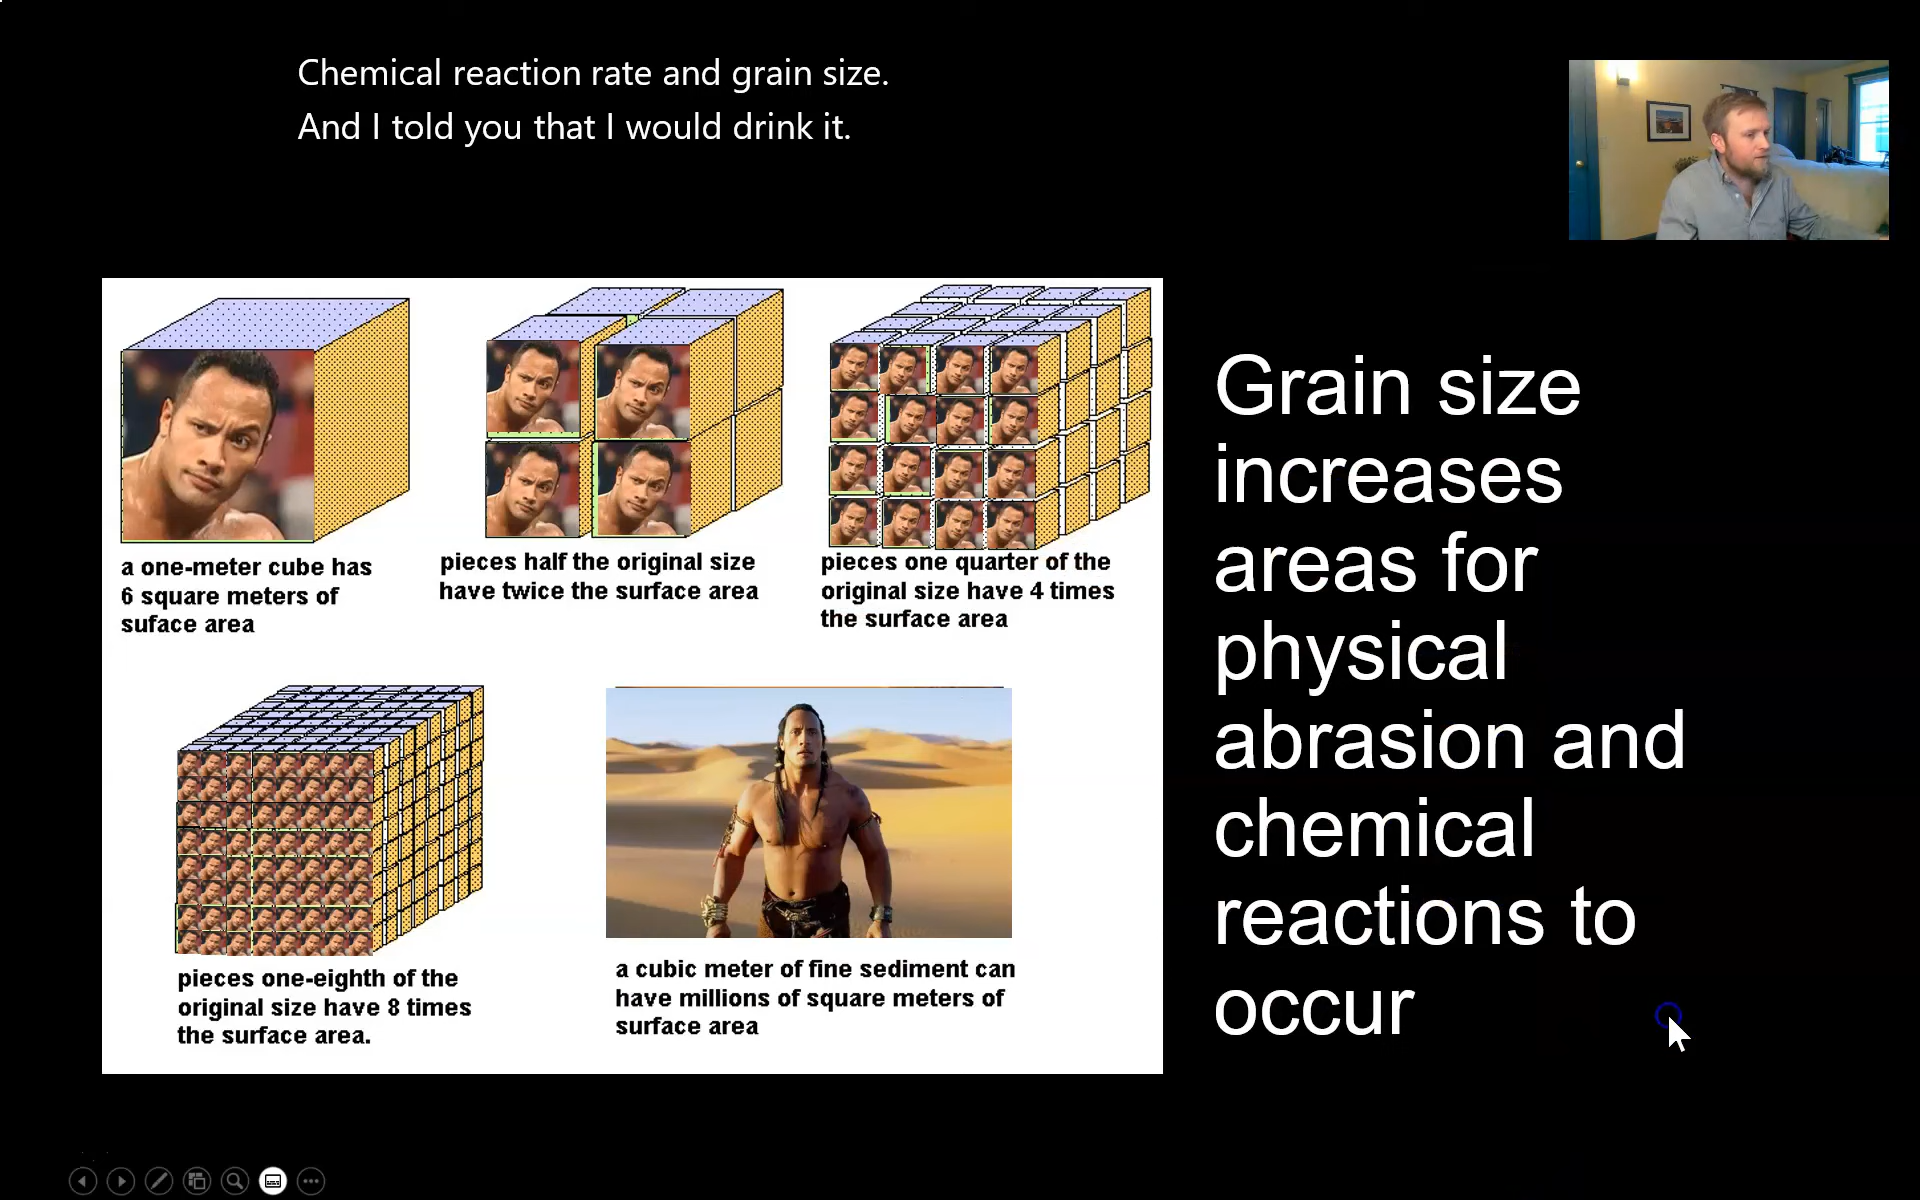 Chemical reaction rate and grain size.
And I told you that I would drink it.
a one-meter cube has
6 square meters of
suface area
pieces half the original size
have twice the surface area
pieces one quarter of the
original size have 4 times
the surface area
pieces one-eighth of the
original size have 8 times
the surface area.
a cubic meter of fine sediment can
have millions of square meters of
surface area
Grain size
increases
areas for
physical
abrasion and
chemical
reactions to
occur